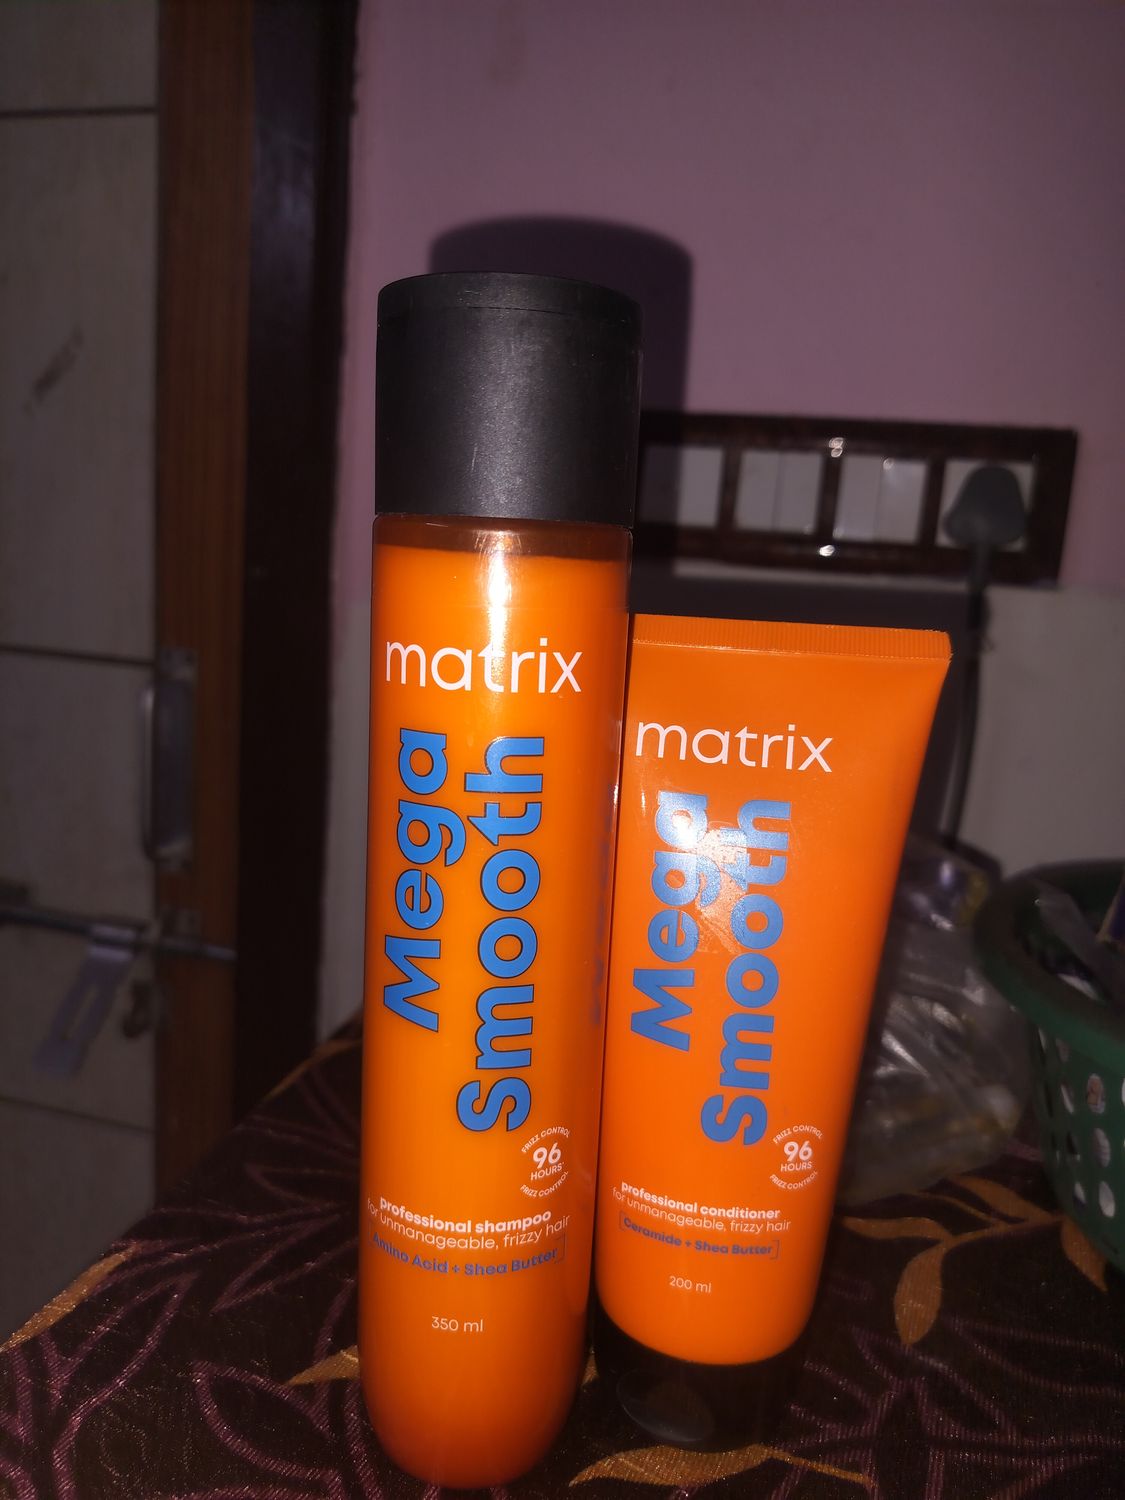 matrix
Mega
Smooth
FRIZZ CONTROL
96
HOURS*
FRIZZ CONTROL
professional shampoo
for unmanageable, frizzy hair
Amino Acid + Shea Butter
350 ml
matrix
Mega
Smooth
FRIZZ CONTROL
96
HOURS*
FRIZZ CONTROL
professional conditioner
for unmanageable, frizzy hair
Ceramide + Shea Butter
200 ml